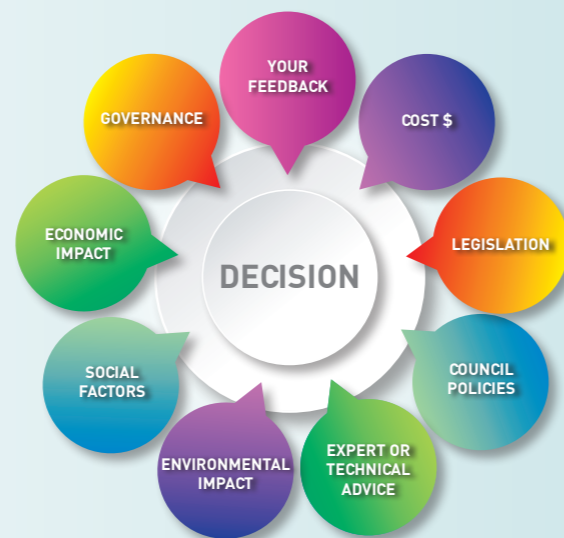 YOUR
FEEDBACK
COST $
LEGISLATION
COUNCIL
POLICIES
EXPERT OR
TECHNICAL
ADVICE
ENVIRONMENTAL
IMPACT
SOCIAL
FACTORS
ECONOMIC
IMPACT
GOVERNANCE
DECISION